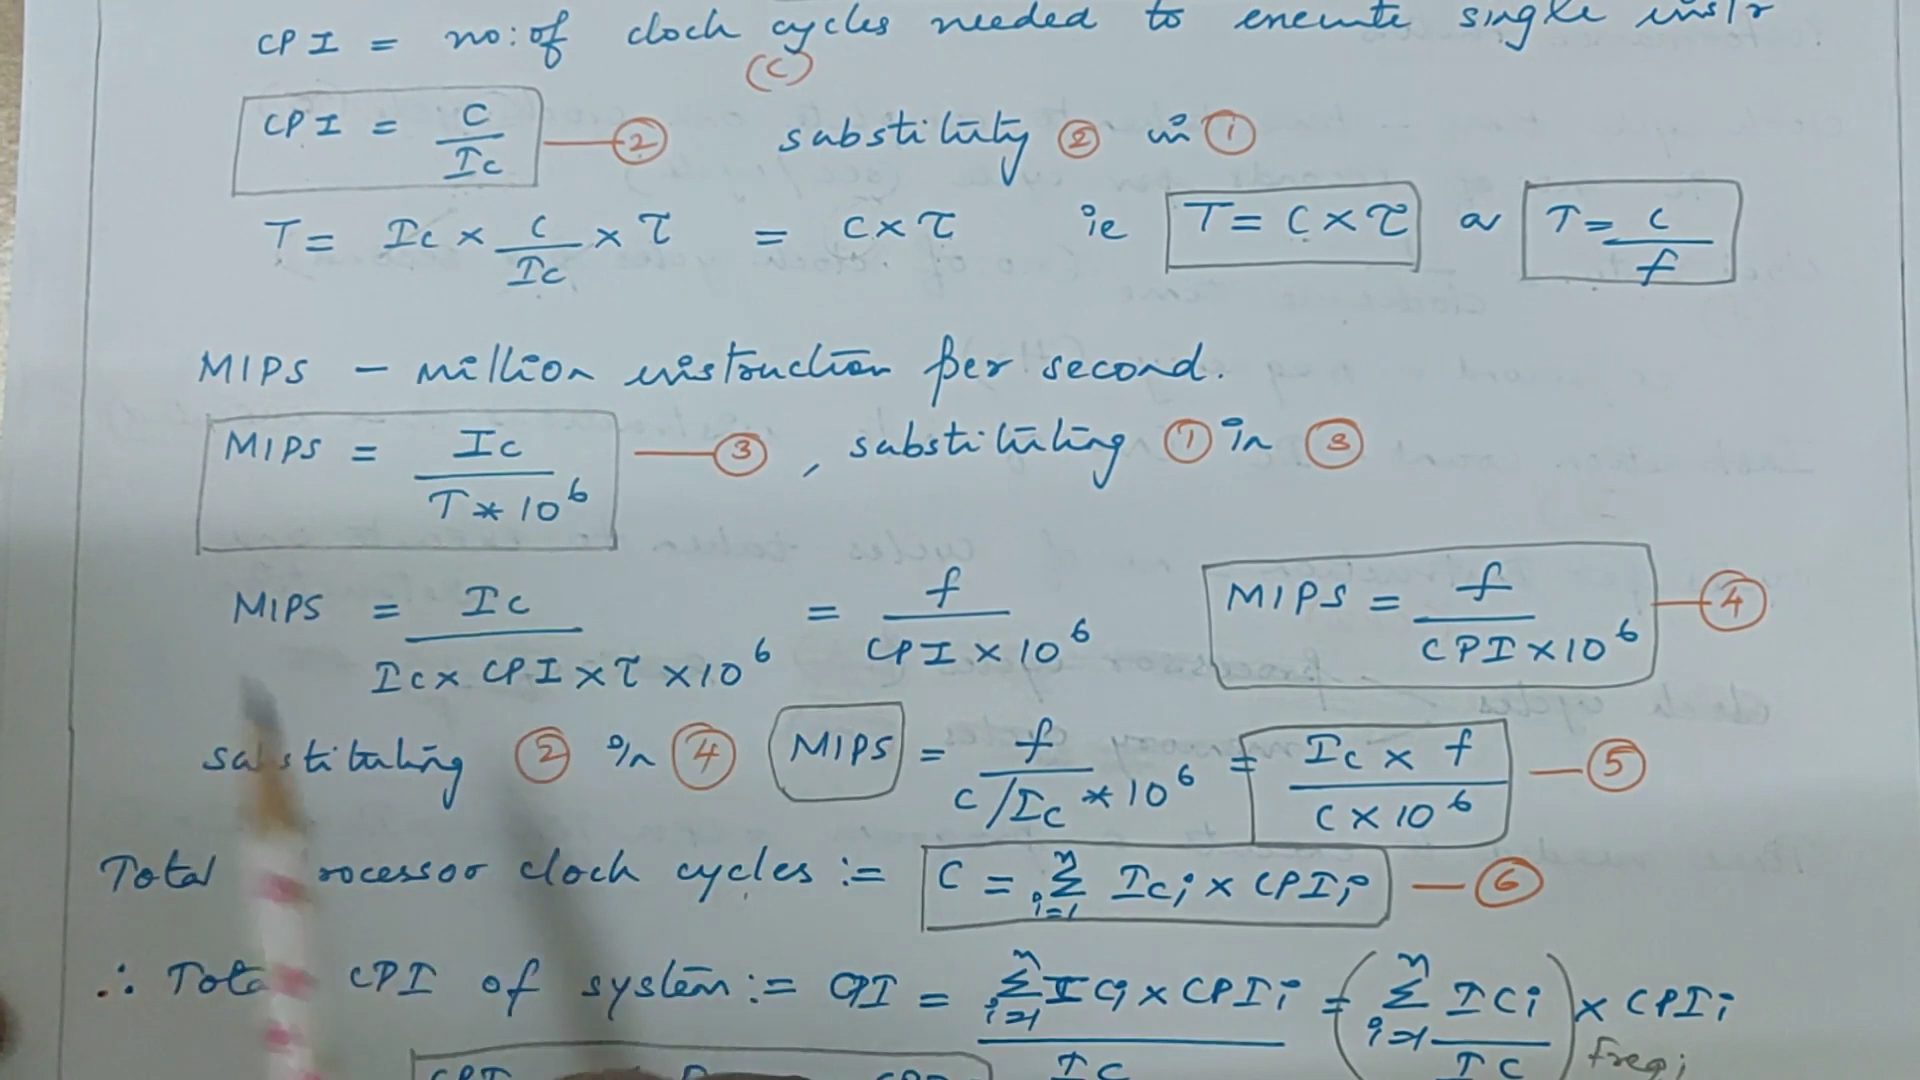 CPI = no: of clock cycles needed to execute single instr
(C)
CPI = C / Ic — ② substituty ② in ①
T = Ic × C / Ic × τ = C × τ ie T = C × τ or T = C / f
MIPS – million instruction per second.
MIPS = Ic / T * 10^6 — ③ , substituting ① in ③
MIPS = Ic / Ic × CPI × τ × 10^6 = f / CPI × 10^6 MIPS = f / CPI × 10^6 — ④
substituting ② in ④ MIPS = f / C/Ic * 10^6 = Ic × f / C × 10^6 — ⑤
Total rocessor clock cycles := C = Σ_{i=1}^{n} Ici × CPIi — ⑥
∴ Tota CPI of system := CPI = Σ_{i=1}^{n} ICi × CPIi / IC = ( Σ_{i=1}^{n} ICi / IC ) × CPIi
freqi